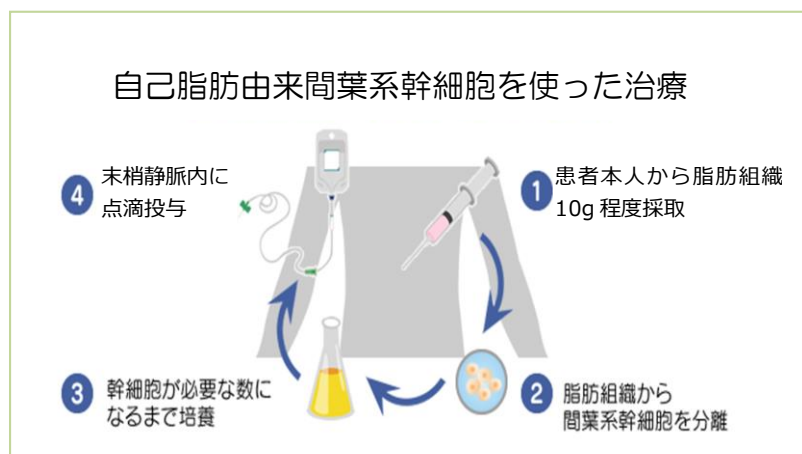 自己脂肪由来間葉系幹細胞を使った治療
1
患者本人から脂肪組織
10g 程度採取
2
脂肪組織から
間葉系幹細胞を分離
3
幹細胞が必要な数に
なるまで培養
4
末梢静脈内に
点滴投与